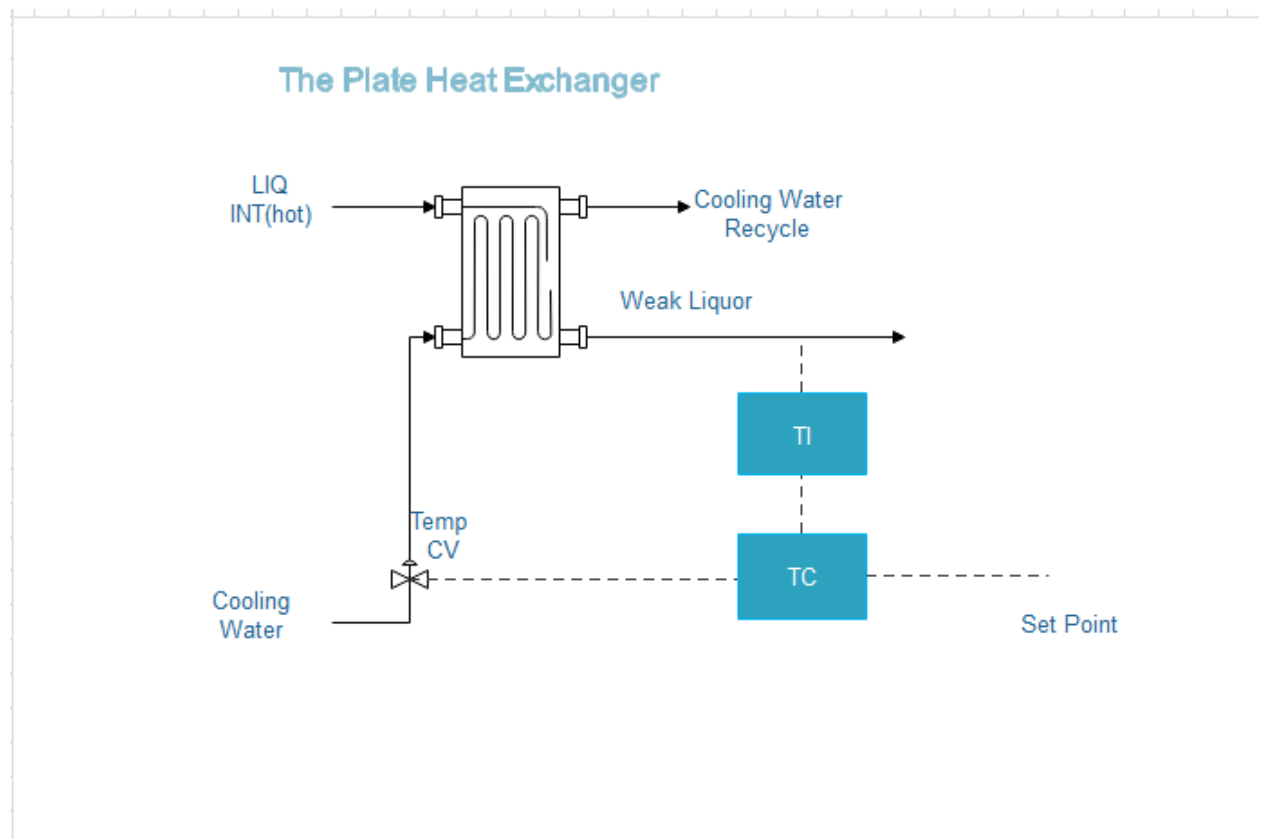 The Plate Heat Exchanger
LIQ
INT(hot)
Cooling Water
Recycle
Weak Liquor
TI
Temp
CV
TC
Cooling
Water
Set Point